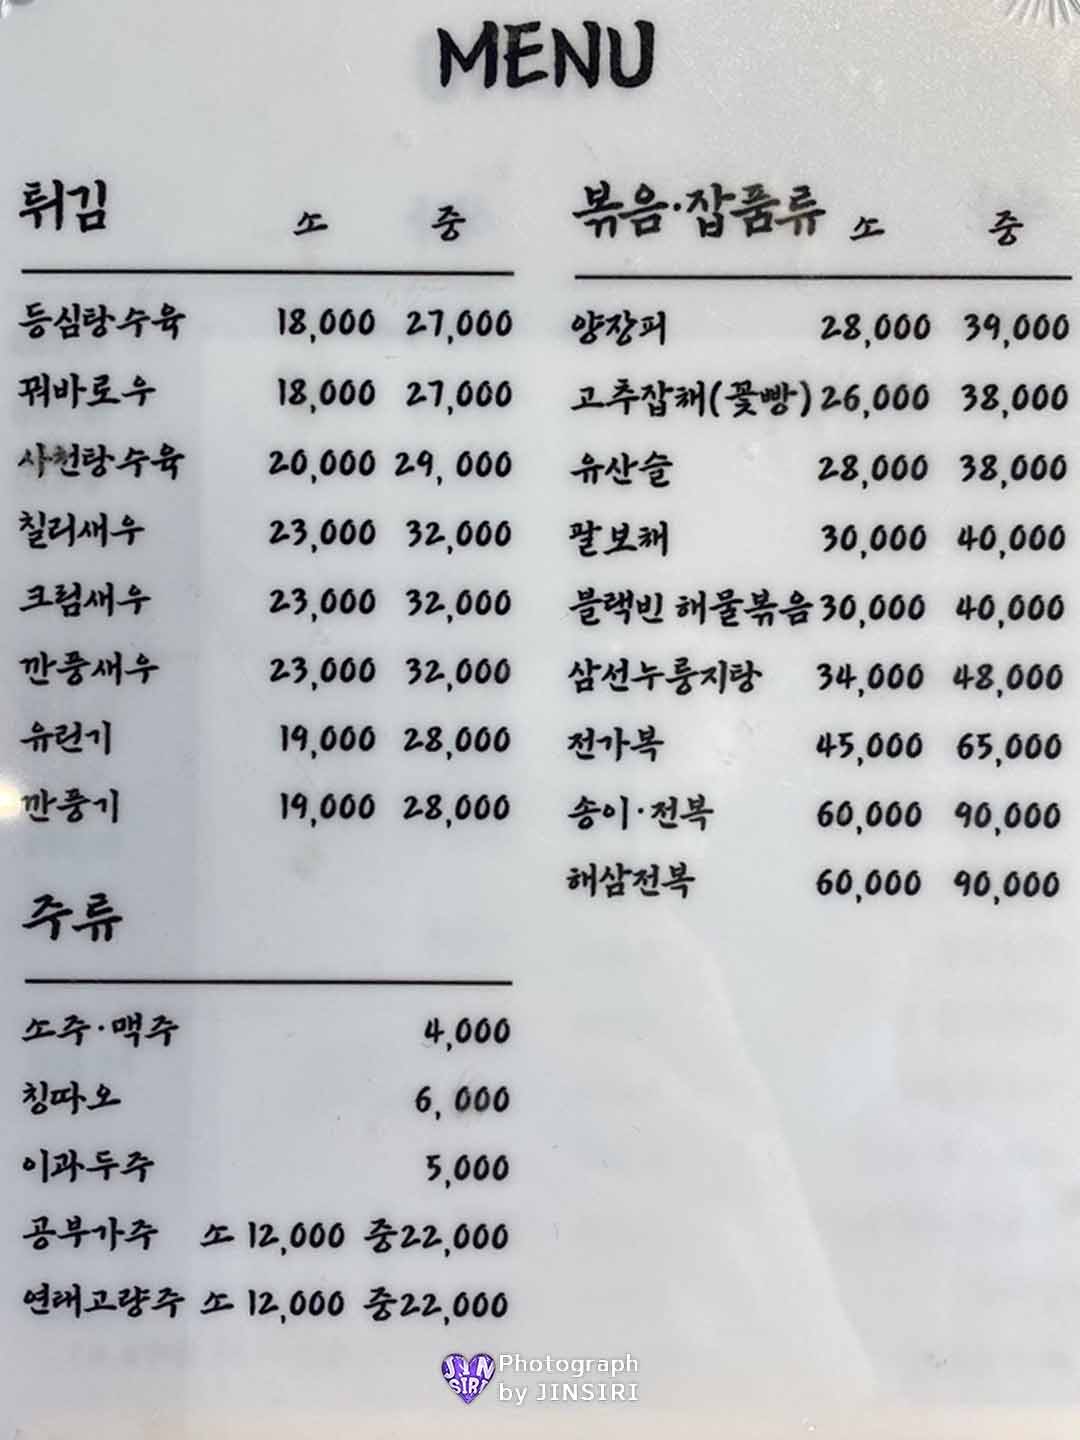 MENU
튀김 소 중
등심탕수육 18,000 27,000
꿔바로우 18,000 27,000
사천탕수육 20,000 29, 000
칠리새우 23,000 32,000
크림새우 23,000 32,000
깐풍새우 23,000 32,000
유린기 19,000 28,000
깐풍기 19,000 28,000
주류
소주·맥주 4,000
칭따오 6, 000
이과두주 5,000
공부가주 소 12,000 중22,000
연태고량주 소 12,000 중22,000
볶음·잡품류 소 중
양장피 28,000 39,000
고추잡채(꽃빵) 26,000 38,000
유산슬 28,000 38,000
팔보채 30,000 40,000
블랙빈 해물볶음 30,000 40,000
삼선누룽지탕 34,000 48,000
전가복 45,000 65,000
송이·전복 60,000 90,000
해삼전복 60,000 90,000
JIN
SIRI
Photograph
by JINSIRI